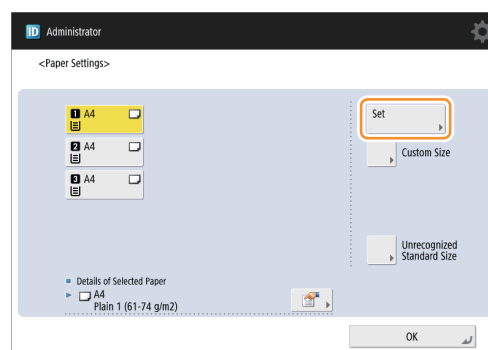 ID Administrator
<Paper Settings>
1 A4
2 A4
3 A4
Set
Custom Size
Unrecognized
Standard Size
Details of Selected Paper
A4
Plain 1 (61-74 g/m2)
OK